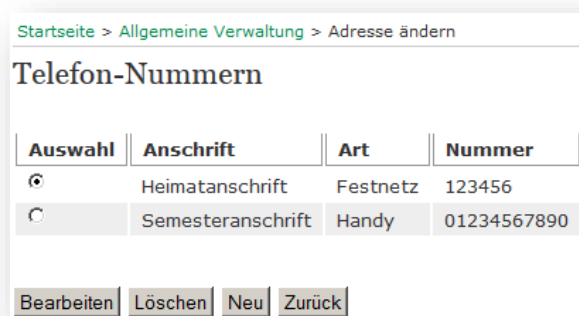 Startseite > Allgemeine Verwaltung > Adresse ändern
Telefon-Nummern
Auswahl Anschrift Art Nummer
Heimatanschrift Festnetz 123456
Semesteranschrift Handy 01234567890
Bearbeiten Löschen Neu Zurück